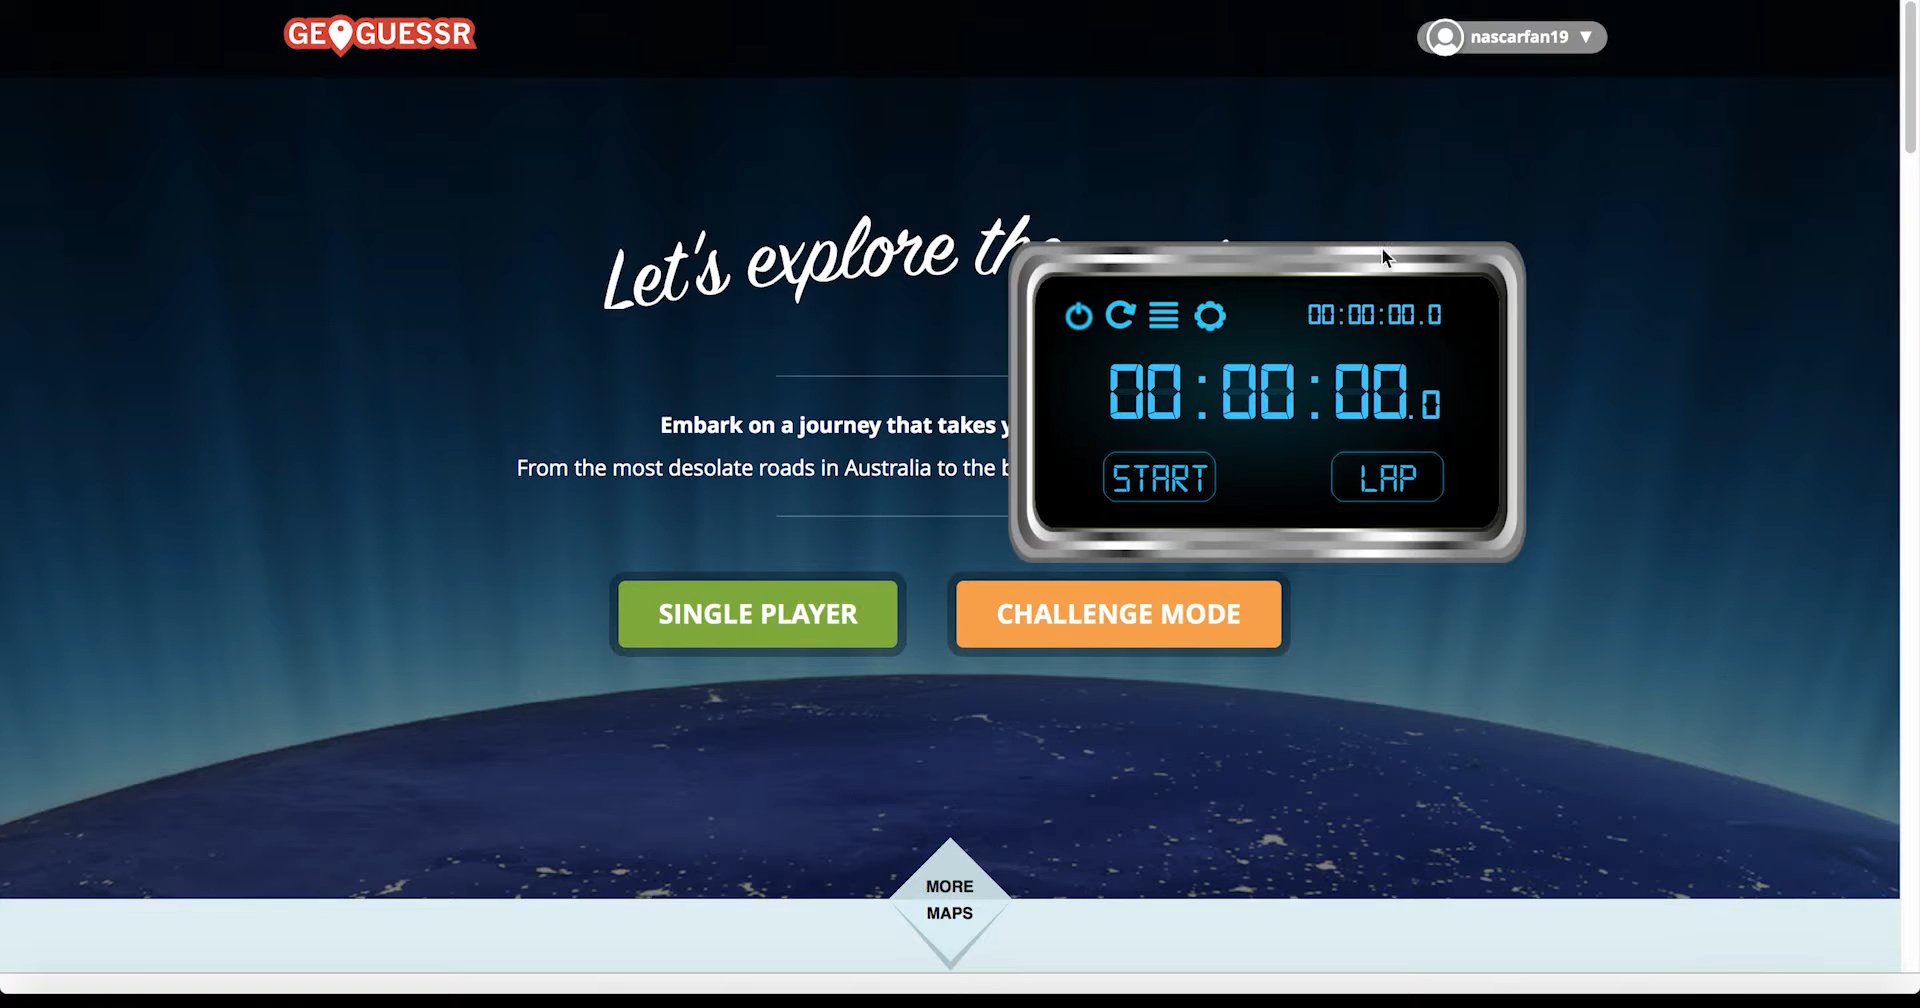 GEOGUESSR
nascarfan19 ▼
Let's explore the
00:00:00.0
00:00:00.0
Embark on a journey that takes
From the most desolate roads in Australia to the
START
LAP
SINGLE PLAYER
CHALLENGE MODE
MORE
MAPS